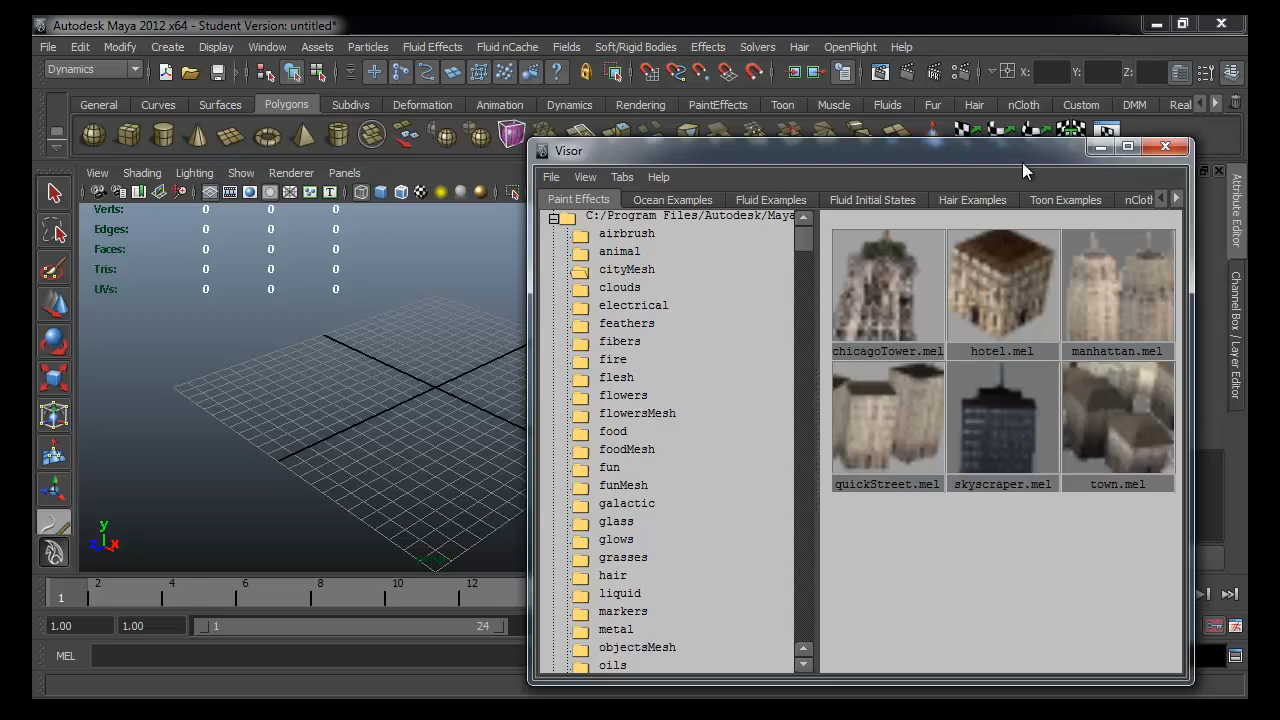 Autodesk Maya 2012 x64 - Student Version: untitled*
File Edit Modify Create Display Window Assets Particles Fluid Effects Fluid nCache Fields Soft/Rigid Bodies Effects Solvers Hair OpenFlight Help
Dynamics X: Y: Z:
General Curves Surfaces Polygons Subdivs Deformation Animation Dynamics Rendering PaintEffects Toon Muscle Fluids Fur Hair nCloth Custom DMM Real
View Shading Lighting Show Renderer Panels
Verts: 0 0 0
Edges: 0 0 0
Faces: 0 0 0
Tris: 0 0 0
UVs: 0 0 0
y
z x
persp
Visor
File View Tabs Help
Paint Effects Ocean Examples Fluid Examples Fluid Initial States Hair Examples Toon Examples nCloth
C:/Program Files/Autodesk/Maya
airbrush
animal
cityMesh
clouds
electrical
feathers
fibers
fire
flesh
flowers
flowersMesh
food
foodMesh
fun
funMesh
galactic
glass
glows
grasses
hair
liquid
markers
metal
objectsMesh
oils
chicagoTower.mel hotel.mel manhattan.mel
quickStreet.mel skyscraper.mel town.mel
Attribute Editor
Channel Box / Layer Editor
1 2 4 6 8 10 12
1.00 1.00 1 24
MEL